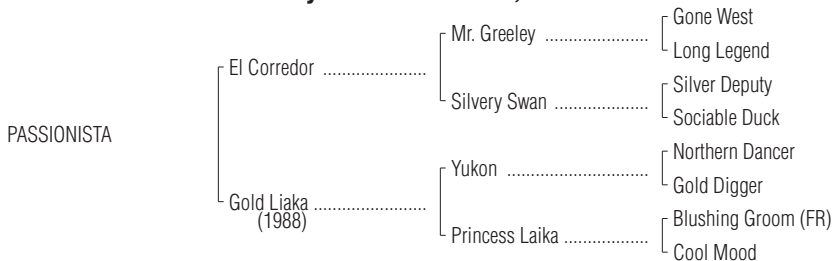 Gone West
Mr. Greeley ........................
Long Legend
El Corredor ........................
Silver Deputy
Silvery Swan ......................
Sociable Duck
PASSIONISTA
Northern Dancer
Yukon ..................................
Gold Digger
Gold Liaka ..........................
(1988)
Blushing Groom (FR)
Princess Laika ....................
Cool Mood